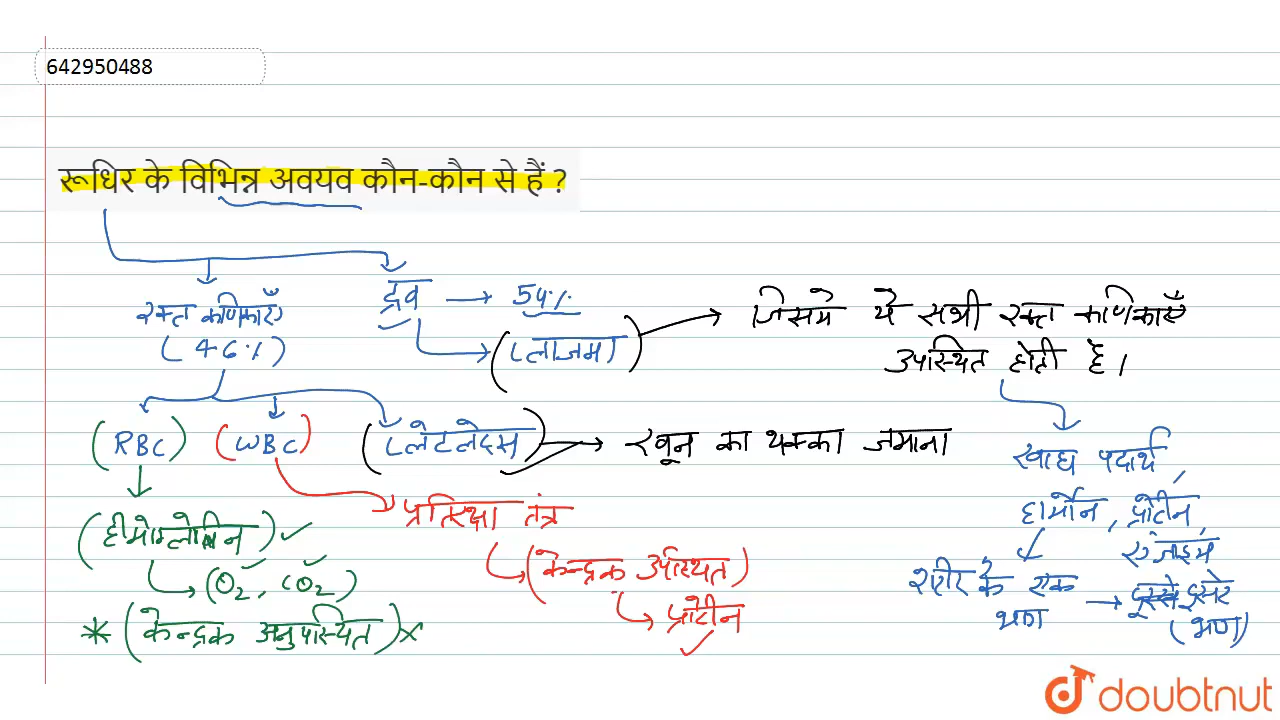 642950488
रूधिर के विभिन्न अवयव कौन-कौन से हैं ?
रक्त कणिकाएँ
(46%)
द्रव → 54%
(प्लाज्मा)
जिसमे ये सभी रक्त कणिकाएँ
उपस्थित होती है।
(RBC) (WBC) (प्लेटलेट्स) → खून का थक्का जमाना
(हीमोग्लोबिन)
(O₂, CO₂)
* (केन्द्रक अनुपस्थित) ×
प्रतिरक्षा तंत्र
(केन्द्रक उपस्थित)
प्रोटीन
खाद्य पदार्थ,
हार्मोन, प्रोटीन,
एंजाइम
शरीर के एक
भाग → दूसरे
(भाग)
doubtnut